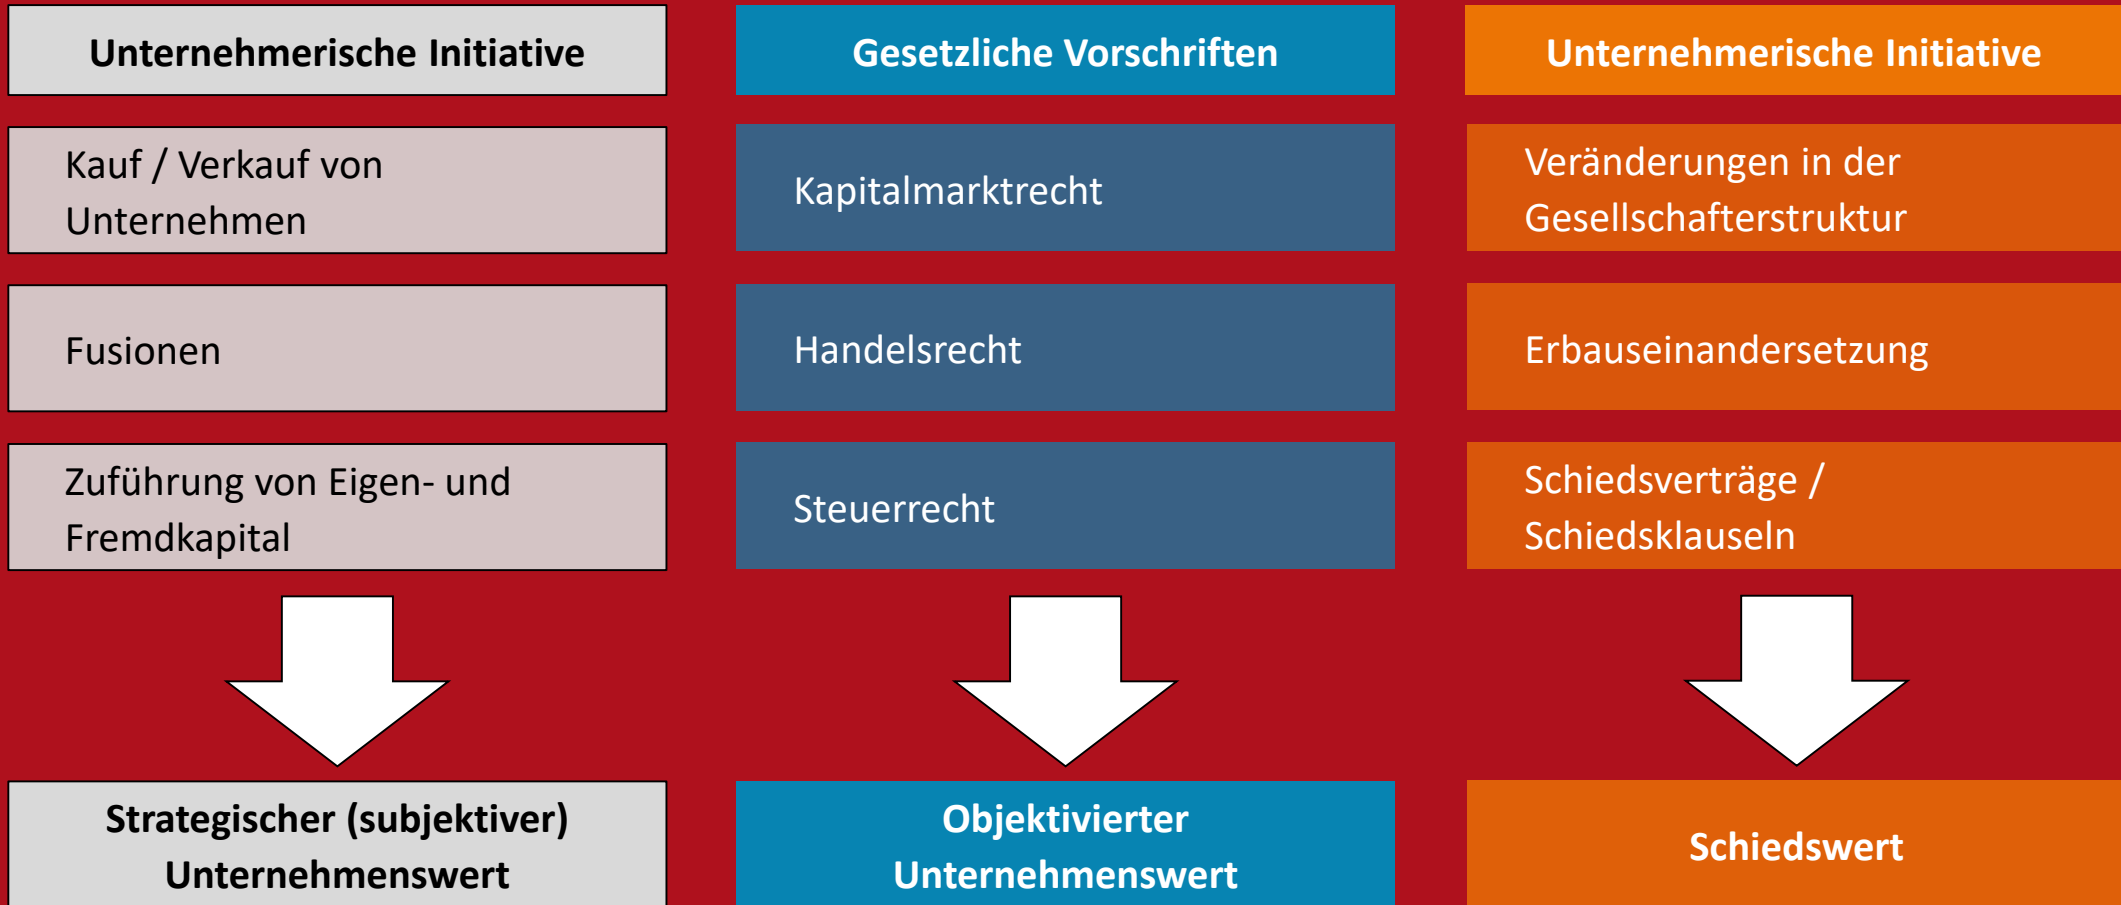 Unternehmerische Initiative
Gesetzliche Vorschriften
Unternehmerische Initiative
Kauf / Verkauf von
Unternehmen
Kapitalmarktrecht
Veränderungen in der
Gesellschafterstruktur
Fusionen
Handelsrecht
Erbauseinandersetzung
Zuführung von Eigen- und
Fremdkapital
Steuerrecht
Schiedsverträge /
Schiedsklauseln
Strategischer (subjektiver)
Unternehmenswert
Objektivierter
Unternehmenswert
Schiedswert